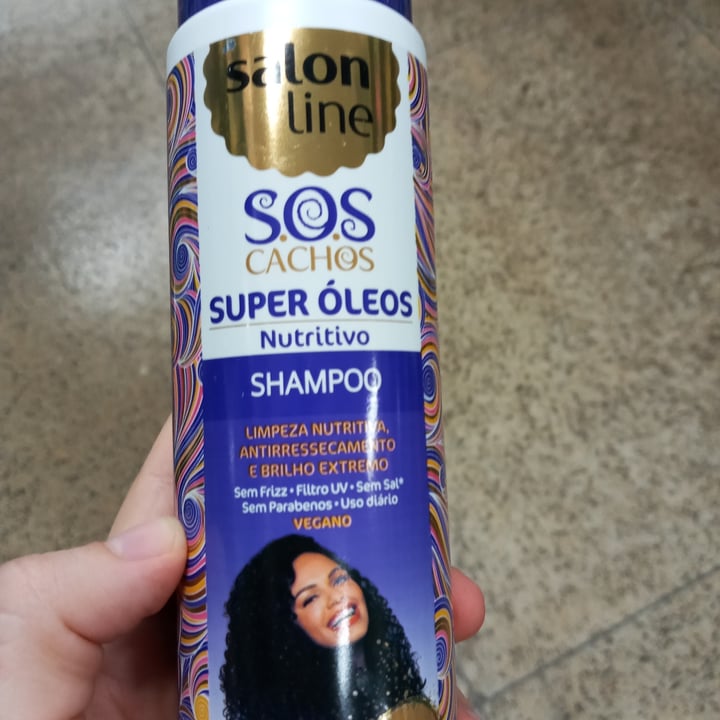 salon
line
S.O.S
CACHOS
SUPER ÓLEOS
Nutritivo
SHAMPOO
LIMPEZA NUTRITIVA,
ANTIRRESSECAMENTO
E BRILHO EXTREMO
Sem Frizz • Filtro UV • Sem Sal*
Sem Parabenos • Uso diário
VEGANO